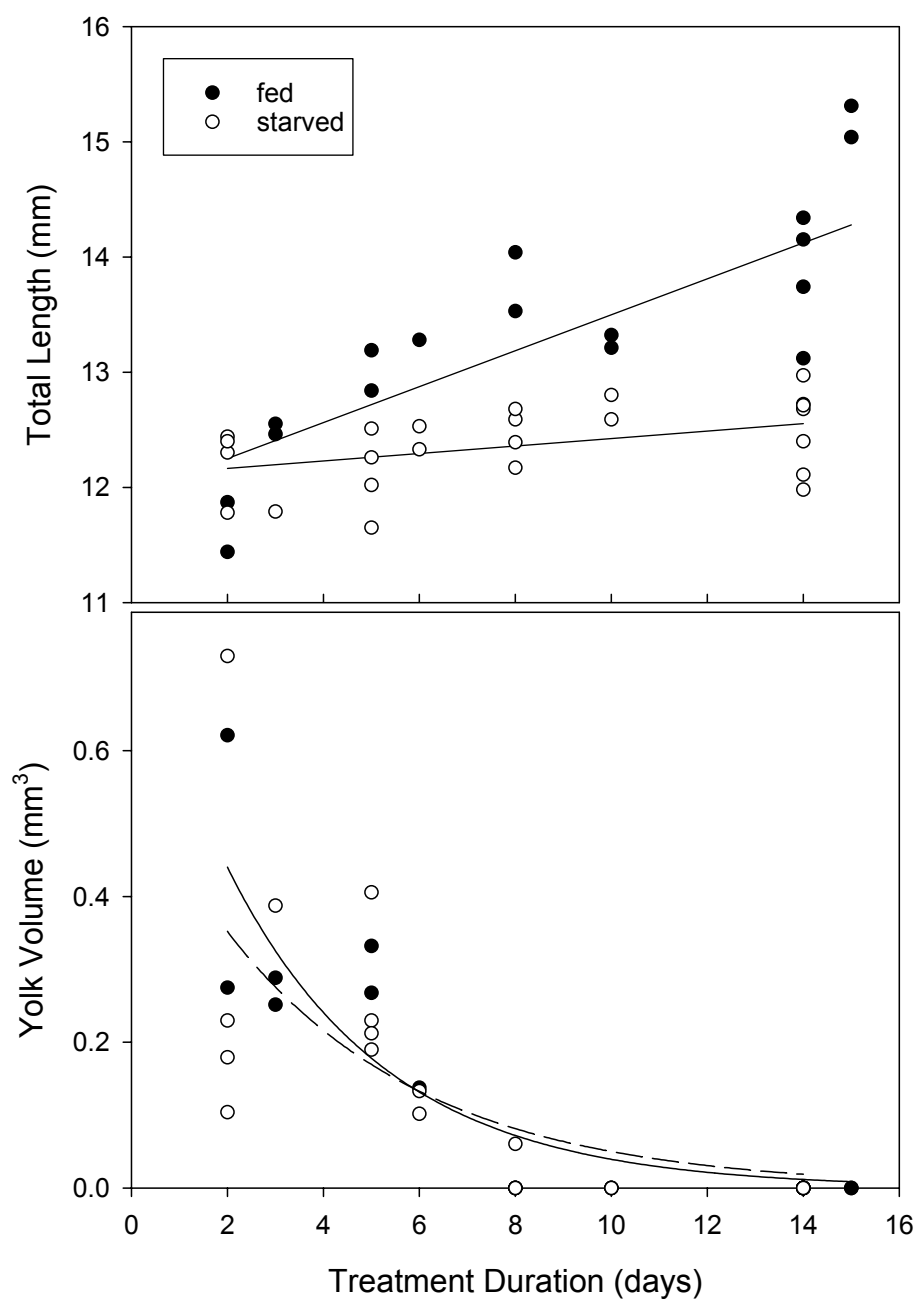 16
fed
starved
15
14
13
12
11
Total Length (mm)
0.6
0.4
0.2
0.0
Yolk Volume (mm³)
0 2 4 6 8 10 12 14 16
Treatment Duration (days)